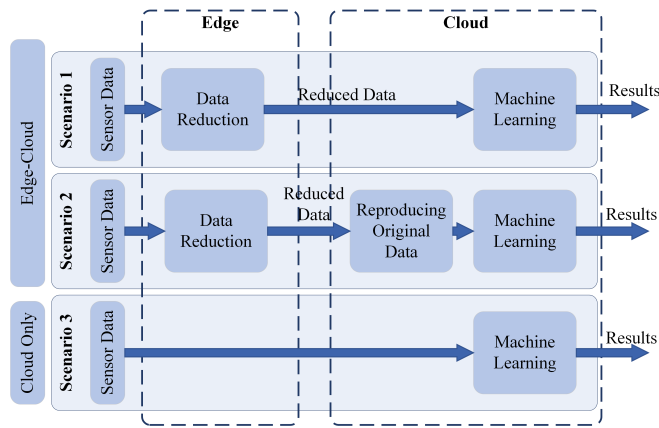 Edge
Cloud
Edge-Cloud
Scenario 1
Sensor Data
Data
Reduction
Reduced Data
Machine
Learning
Results
Scenario 2
Sensor Data
Data
Reduction
Reduced
Data
Reproducing
Original
Data
Machine
Learning
Results
Cloud Only
Scenario 3
Sensor Data
Machine
Learning
Results